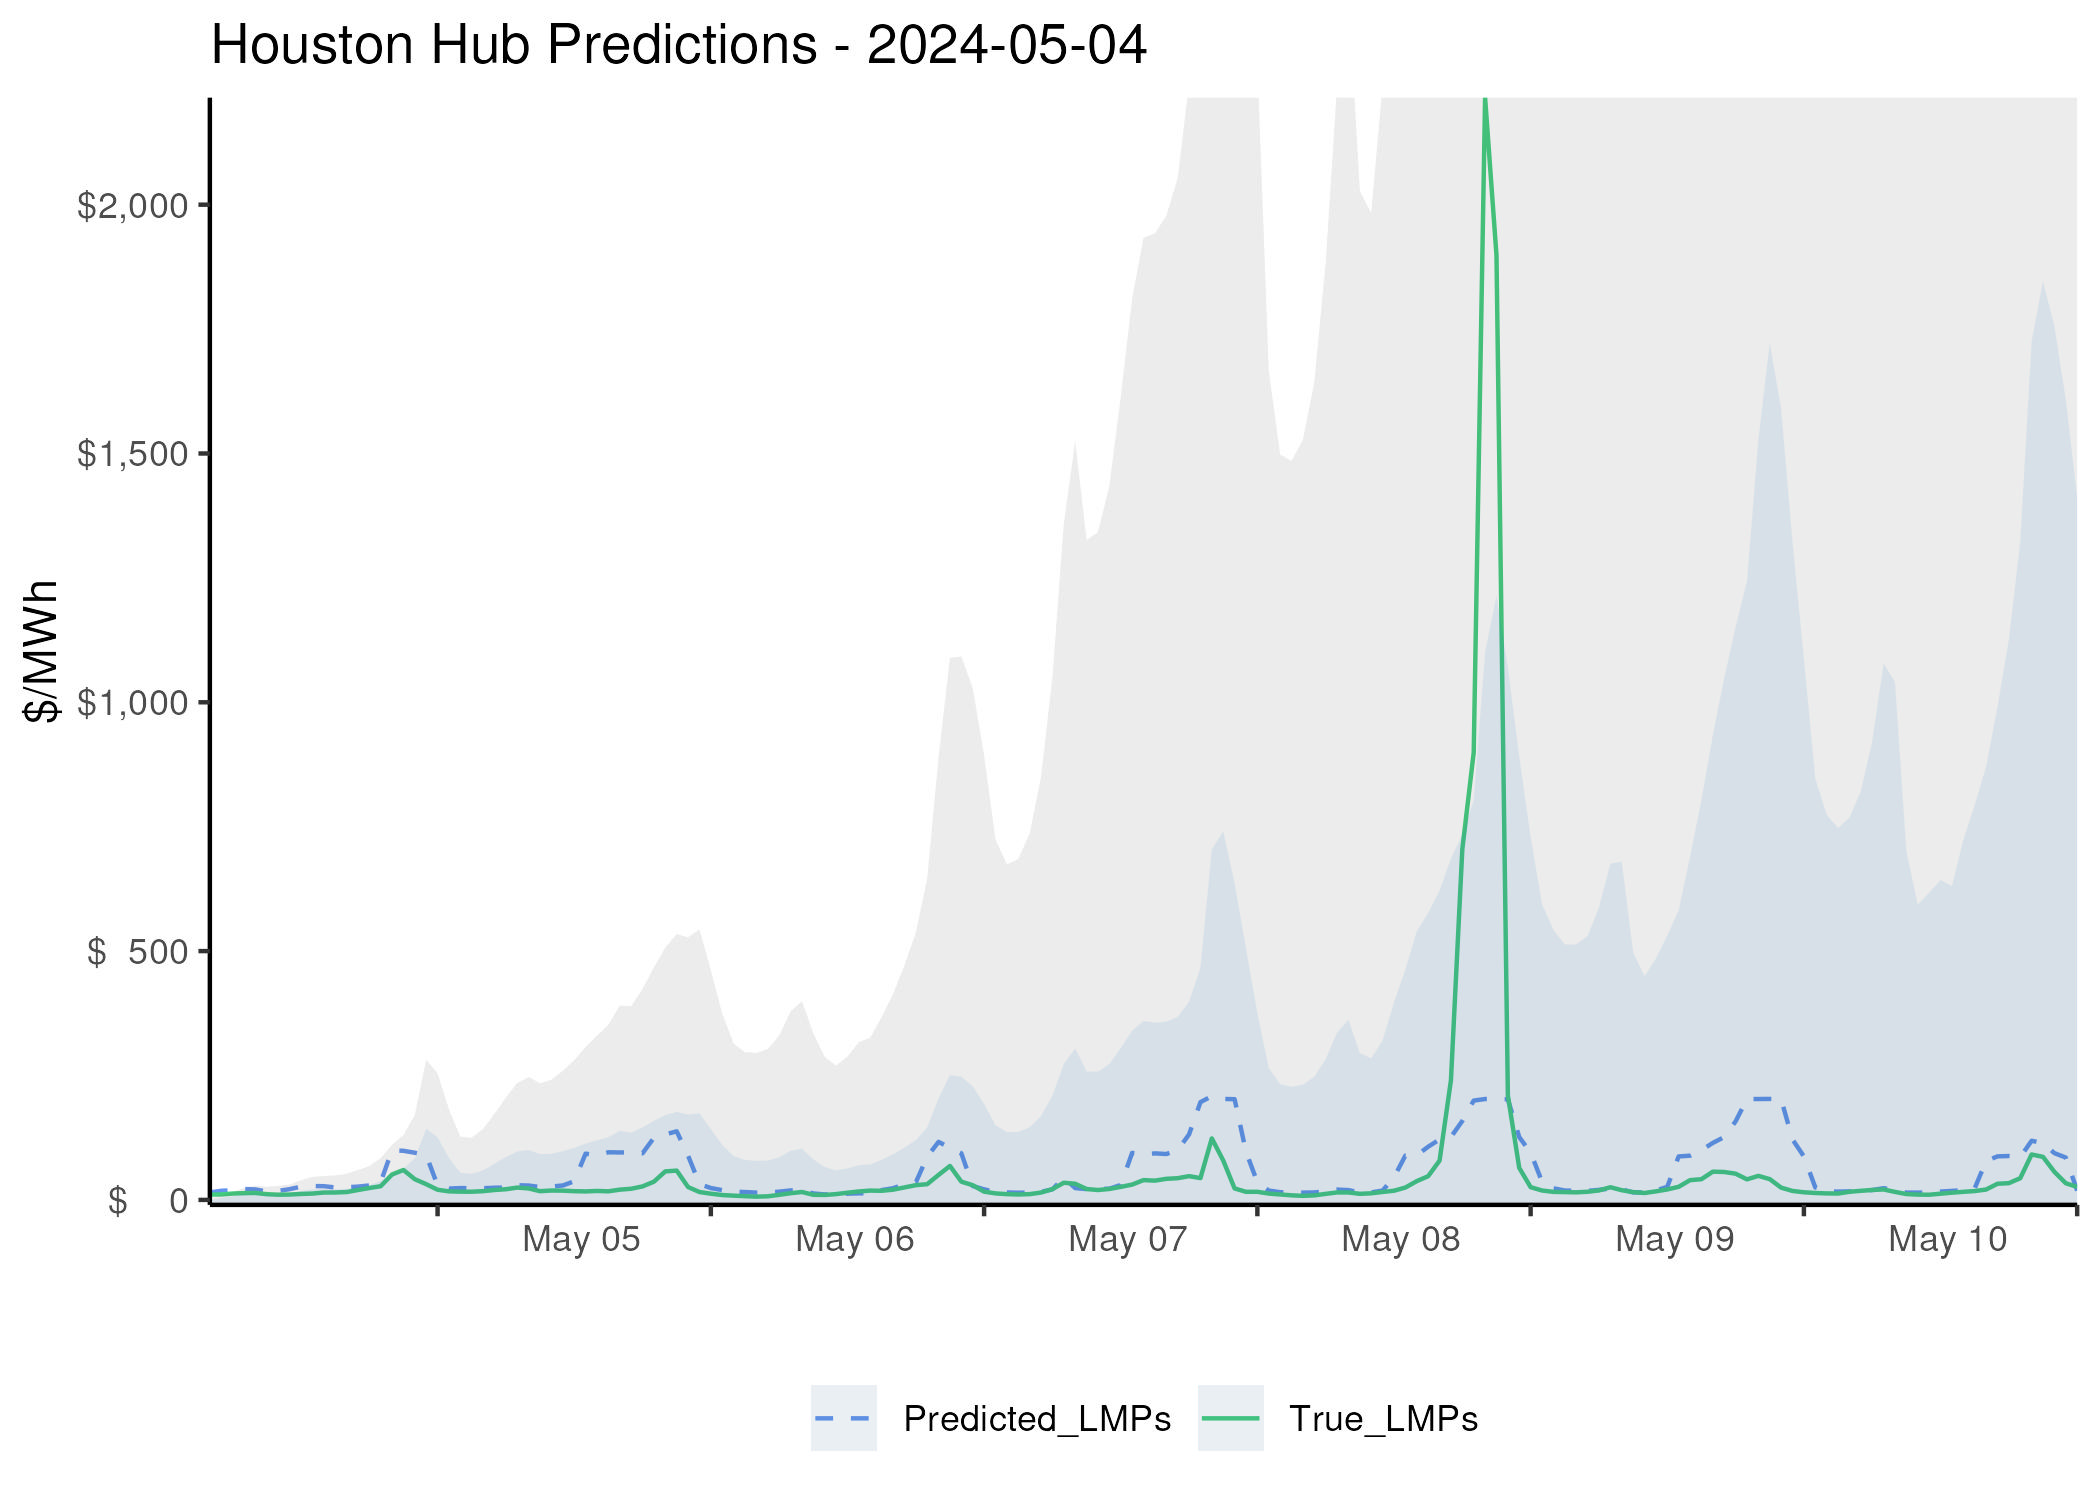 Houston Hub Predictions - 2024-05-04
$/MWh
$2,000
$1,500
$1,000
$ 500
$ 0
May 05 May 06 May 07 May 08 May 09 May 10
Predicted_LMPs True_LMPs